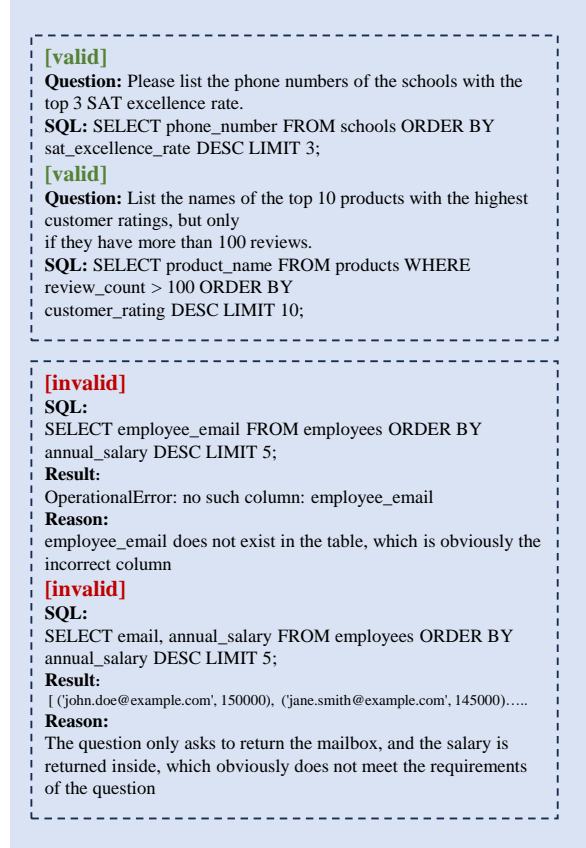 [valid]
Question: Please list the phone numbers of the schools with the
top 3 SAT excellence rate.
SQL: SELECT phone_number FROM schools ORDER BY
sat_excellence_rate DESC LIMIT 3;
[valid]
Question: List the names of the top 10 products with the highest
customer ratings, but only
if they have more than 100 reviews.
SQL: SELECT product_name FROM products WHERE
review_count > 100 ORDER BY
customer_rating DESC LIMIT 10;
[invalid]
SQL:
SELECT employee_email FROM employees ORDER BY
annual_salary DESC LIMIT 5;
Result:
OperationalError: no such column: employee_email
Reason:
employee_email does not exist in the table, which is obviously the
incorrect column
[invalid]
SQL:
SELECT email, annual_salary FROM employees ORDER BY
annual_salary DESC LIMIT 5;
Result:
[ ('john.doe@example.com', 150000), ('jane.smith@example.com', 145000)…..
Reason:
The question only asks to return the mailbox, and the salary is
returned inside, which obviously does not meet the requirements
of the question